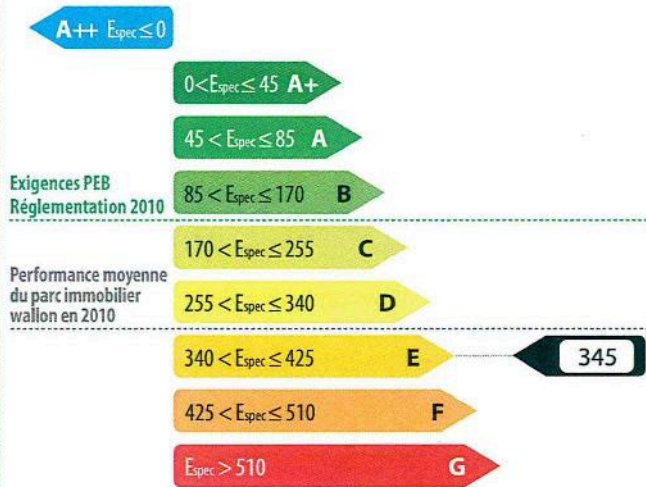 A++ Espec ≤ 0
0 < Espec ≤ 45 A+
45 < Espec ≤ 85 A
Exigences PEB
Réglementation 2010
85 < Espec ≤ 170 B
170 < Espec ≤ 255 C
Performance moyenne
du parc immobilier
wallon en 2010
255 < Espec ≤ 340 D
340 < Espec ≤ 425 E 345
425 < Espec ≤ 510 F
Espec > 510 G